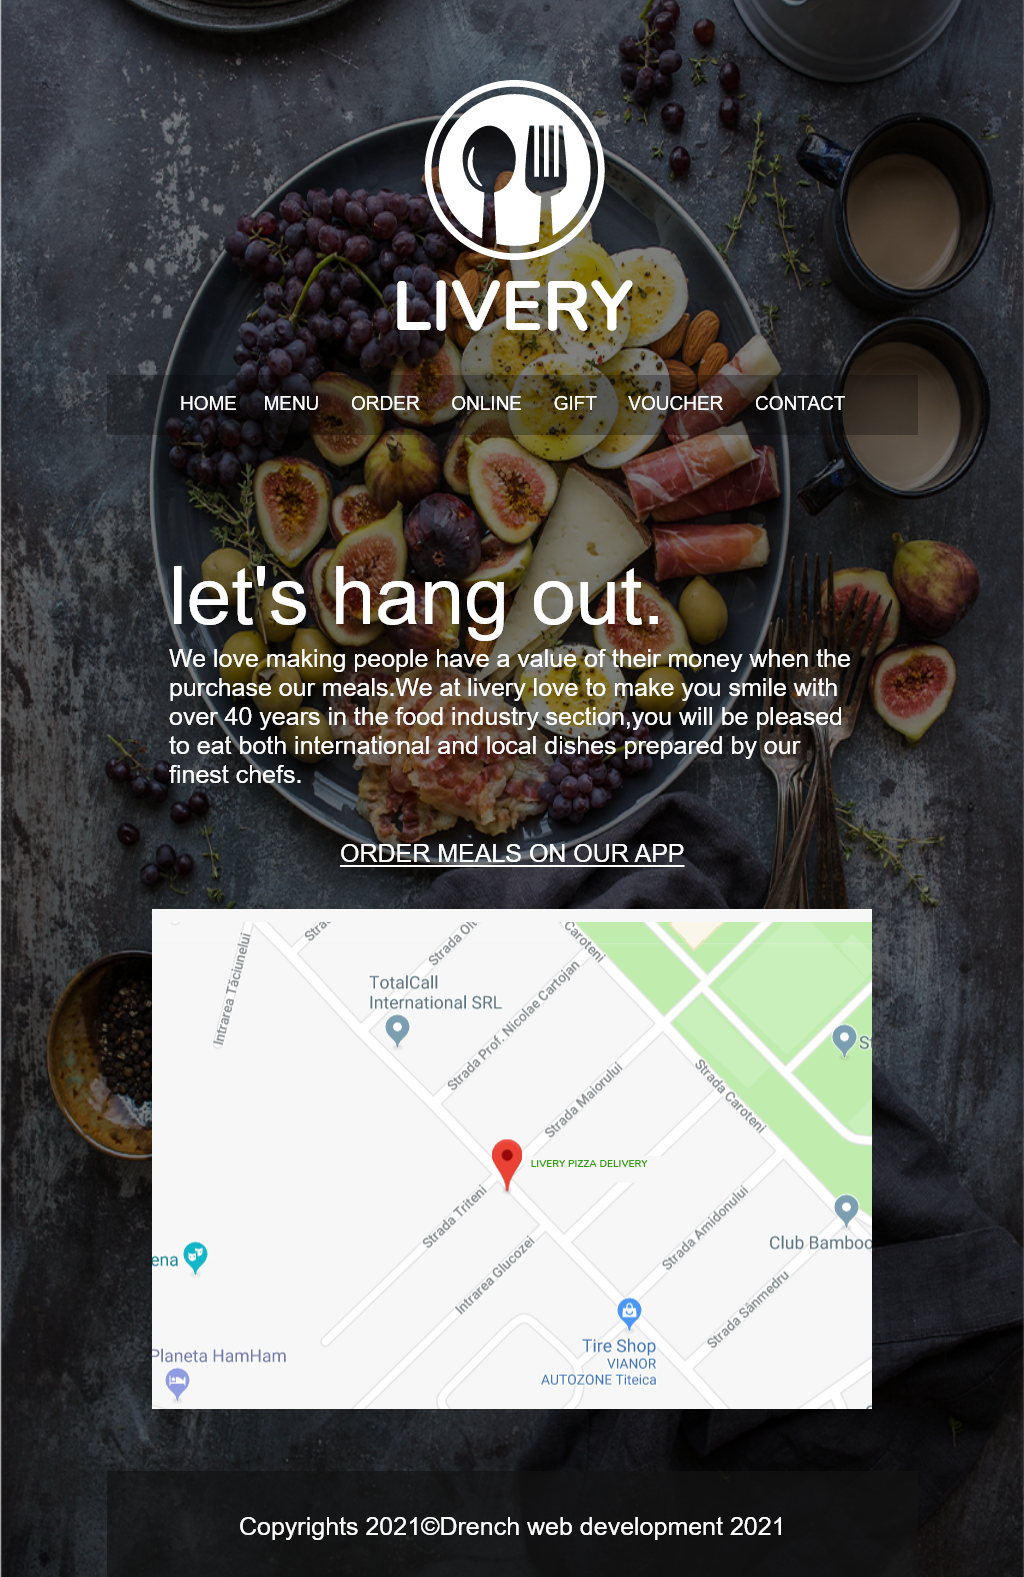 LIVERY
HOME MENU ORDER ONLINE GIFT VOUCHER CONTACT
let's hang out.
We love making people have a value of their money when the
purchase our meals.We at livery love to make you smile with
over 40 years in the food industry section,you will be pleased
to eat both international and local dishes prepared by our
finest chefs.
ORDER MEALS ON OUR APP
Intrarea Tăciunelui
Caroteni
TotalCall
International SRL
Strada Prof. Nicolae Cartojan
Strada Maiorului
Strada Caroteni
LIVERY PIZZA DELIVERY
Strada Triteni
Strada Amidonului
Intrarea Glucozei
Club Bamboo
Strada Sânmedru
Tire Shop
VIANOR
AUTOZONE Titeica
Planeta HamHam
Copyrights 2021©Drench web development 2021